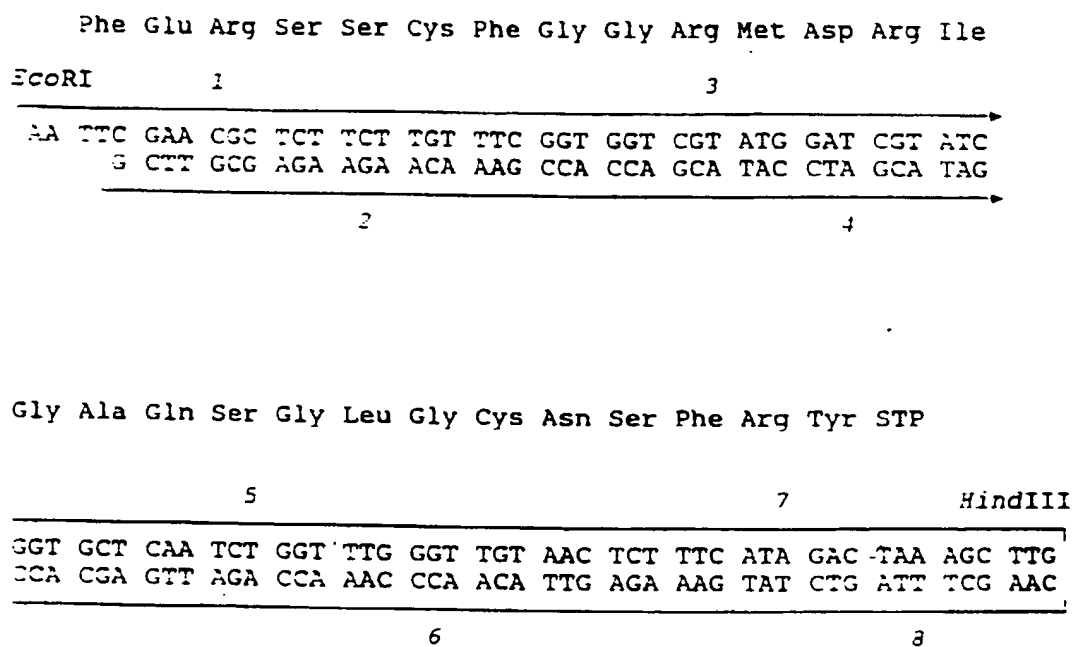 Phe Glu Arg Ser Ser Cys Phe Gly Gly Arg Met Asp Arg Ile
EcoRI 1 3
AA TTC GAA CGC TCT TCT TGT TTC GGT GGT CGT ATG GAT CGT ATC
G CTT GCG AGA AGA ACA AAG CCA CCA GCA TAC CTA GCA TAG
2 4
Gly Ala Gln Ser Gly Leu Gly Cys Asn Ser Phe Arg Tyr STP
5 7 HindIII
GGT GCT CAA TCT GGT TTG GGT TGT AAC TCT TTC ATA GAC TAA AGC TTG
CCA CGA GTT AGA CCA AAC CCA ACA TTG AGA AAG TAT CTG ATT TCG AAC
6 8